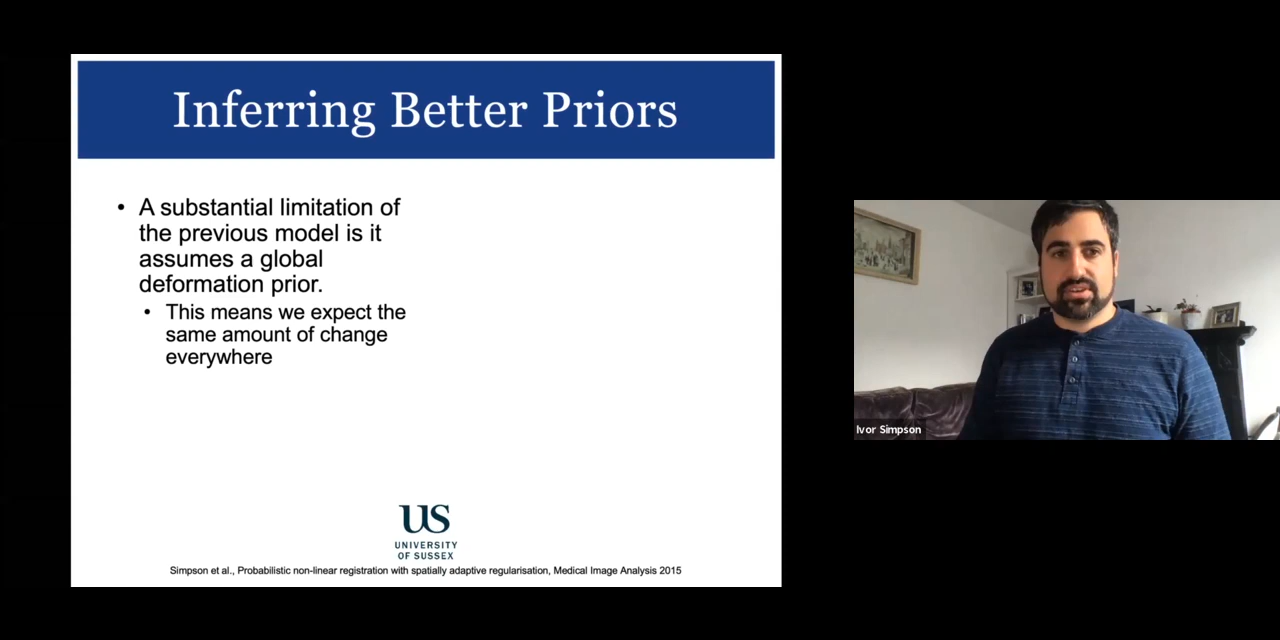 Inferring Better Priors
• A substantial limitation of
the previous model is it
assumes a global
deformation prior.
• This means we expect the
same amount of change
everywhere
US
UNIVERSITY
OF SUSSEX
Simpson et al., Probabilistic non-linear registration with spatially adaptive regularisation, Medical Image Analysis 2015
Ivor Simpson